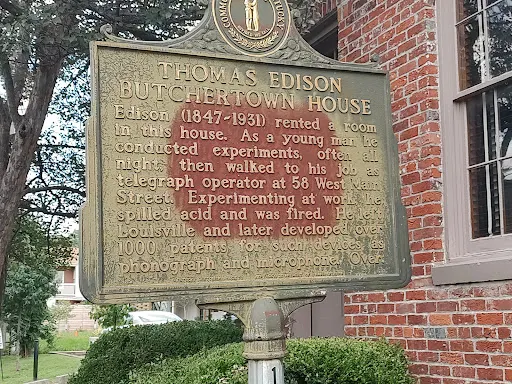 THOMAS EDISON
BUTCHERTOWN HOUSE
Edison (1847-1931) rented a room
in this house. As a young man he
conducted experiments, often all
night, then walked to his job as
telegraph operator at 58 West Main
Street. Experimenting at work, he
spilled acid and was fired. He left
Louisville and later developed over
1000 patents for such devices as
phonograph and microphone. Over.
1